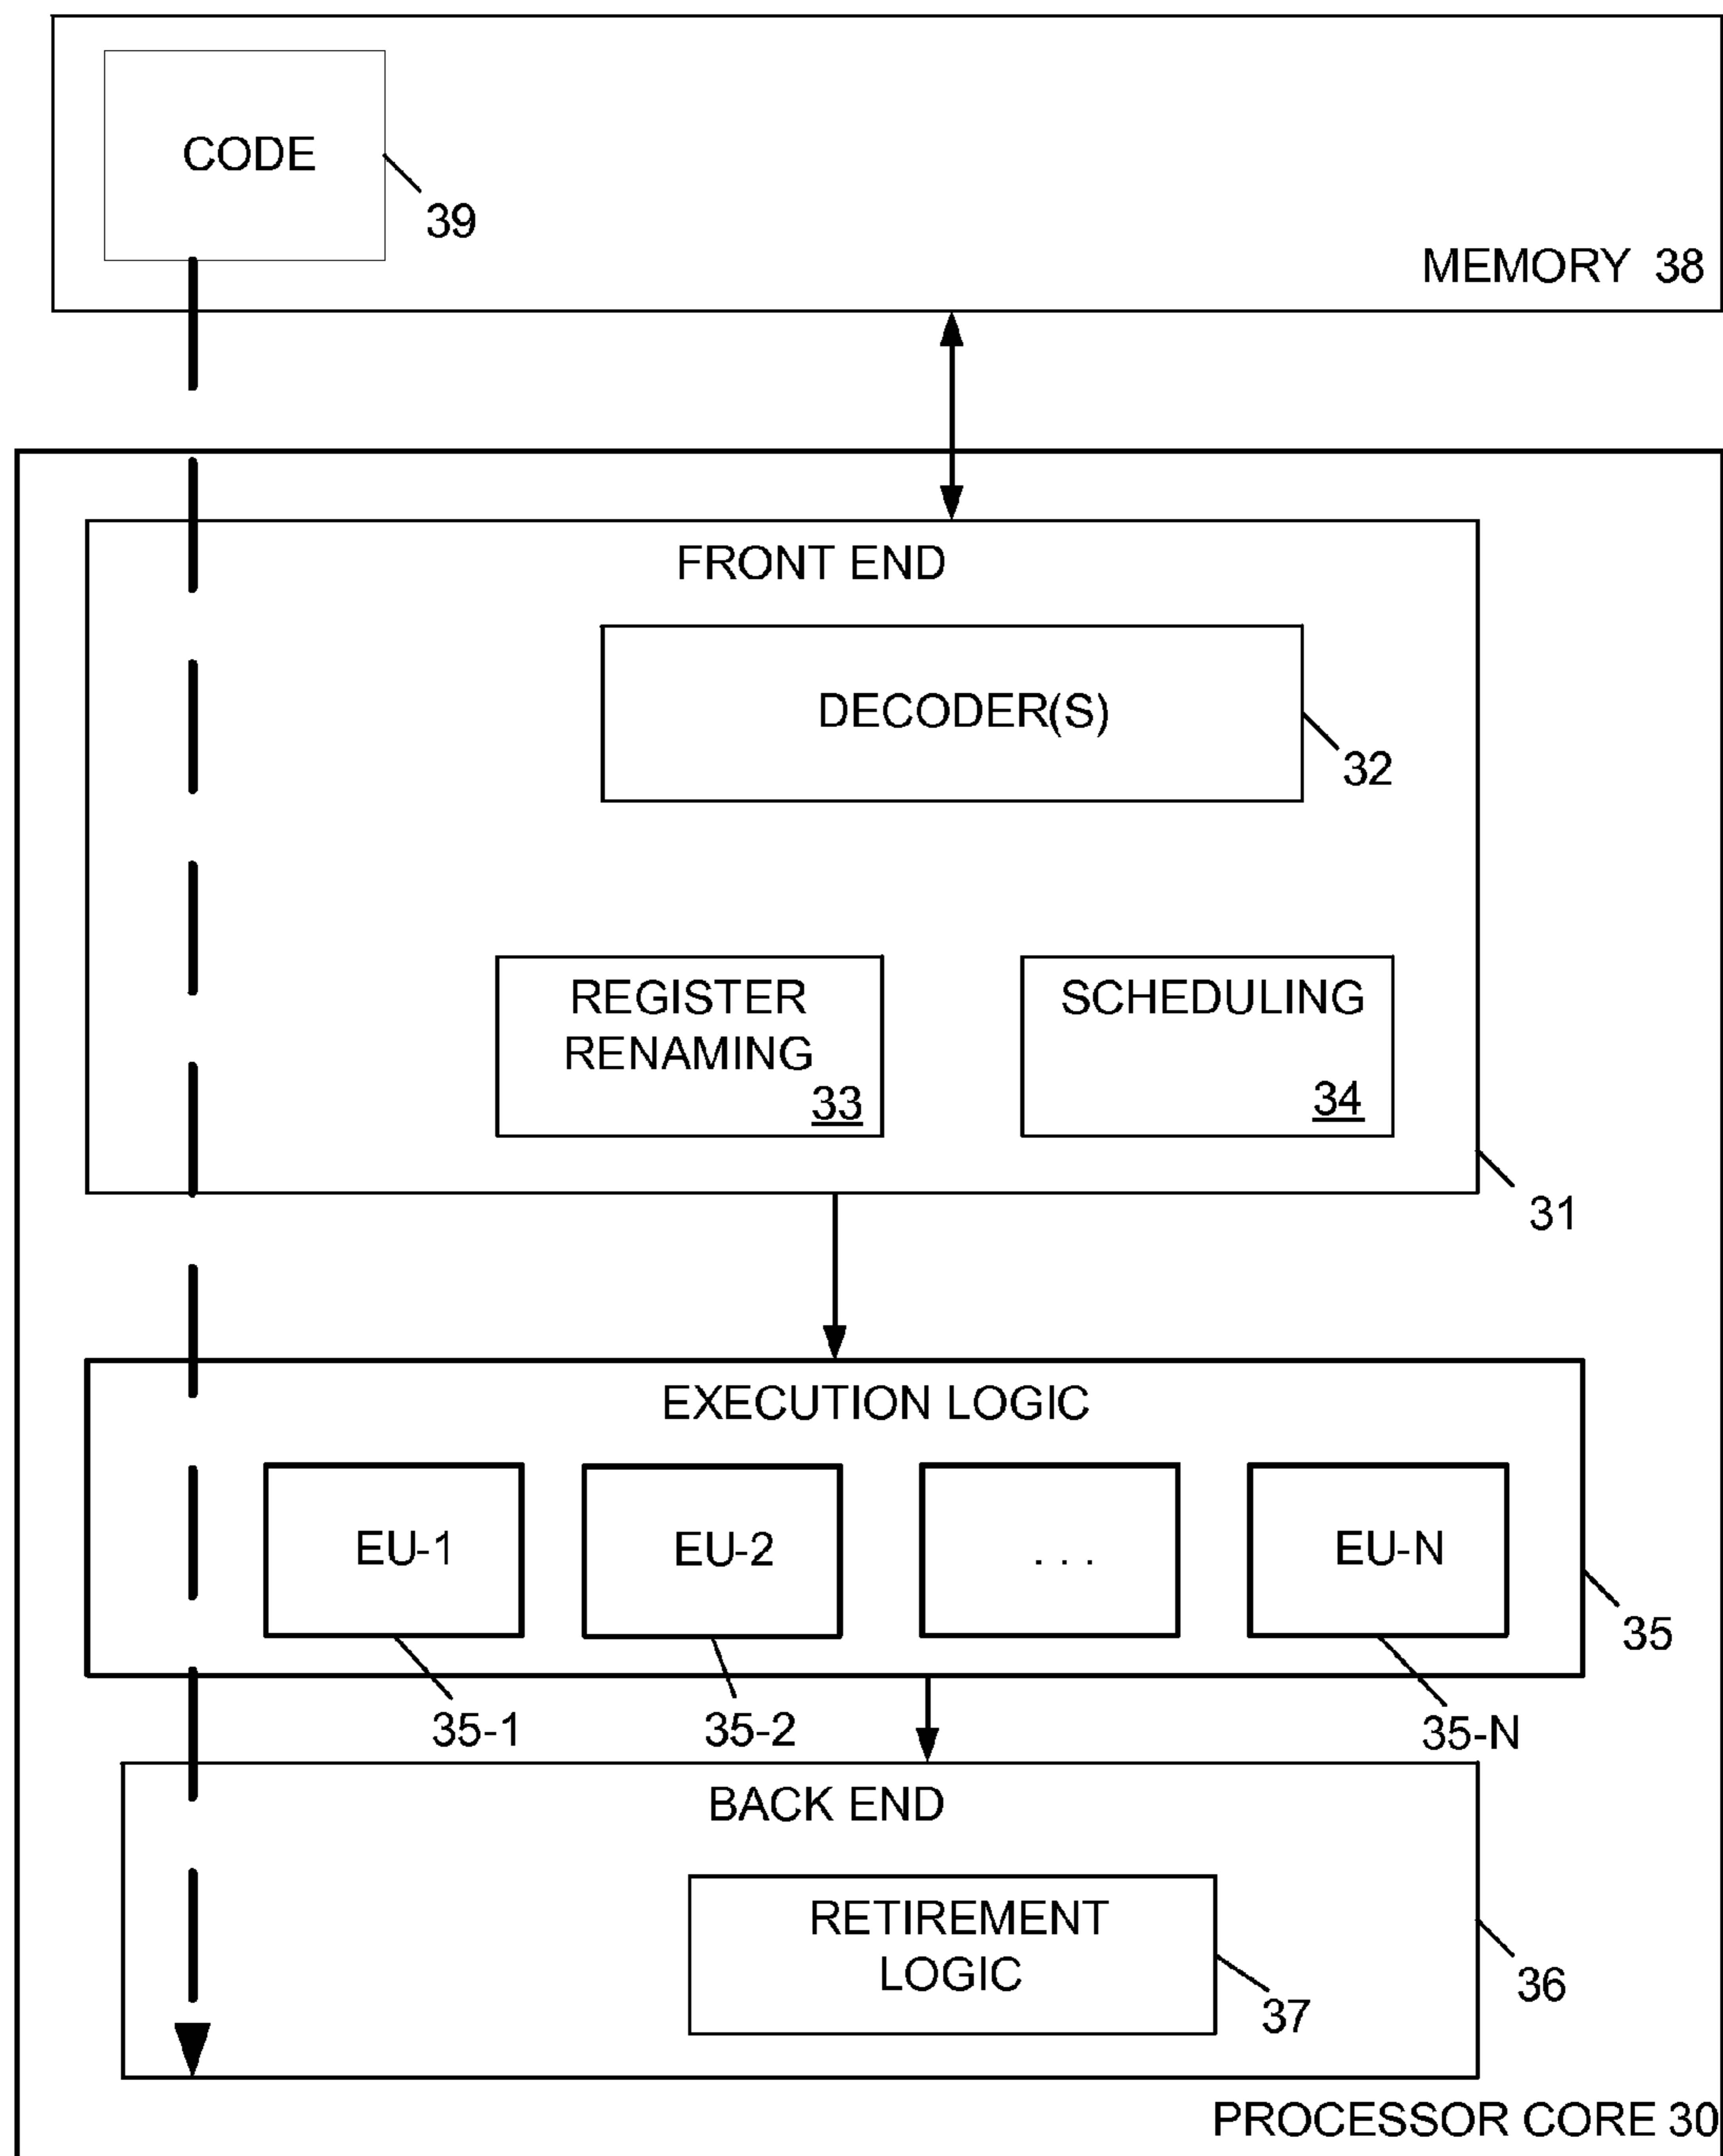 CODE
39
MEMORY 38
FRONT END
DECODER(S)
32
REGISTER
RENAMING
33
SCHEDULING
34
31
EXECUTION LOGIC
EU-1
EU-2
. . .
EU-N
35
35-1
35-2
35-N
BACK END
RETIREMENT
LOGIC
37
36
PROCESSOR CORE 30